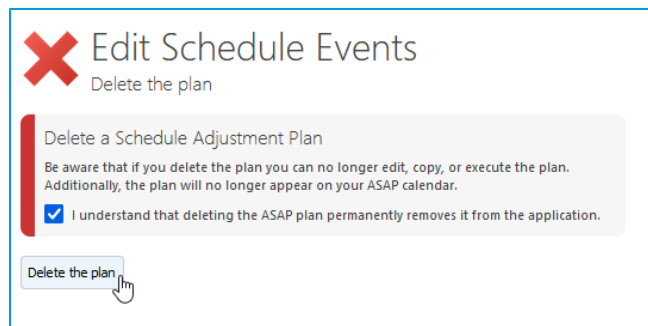 Edit Schedule Events
Delete the plan
Delete a Schedule Adjustment Plan
Be aware that if you delete the plan you can no longer edit, copy, or execute the plan.
Additionally, the plan will no longer appear on your ASAP calendar.
I understand that deleting the ASAP plan permanently removes it from the application.
Delete the plan